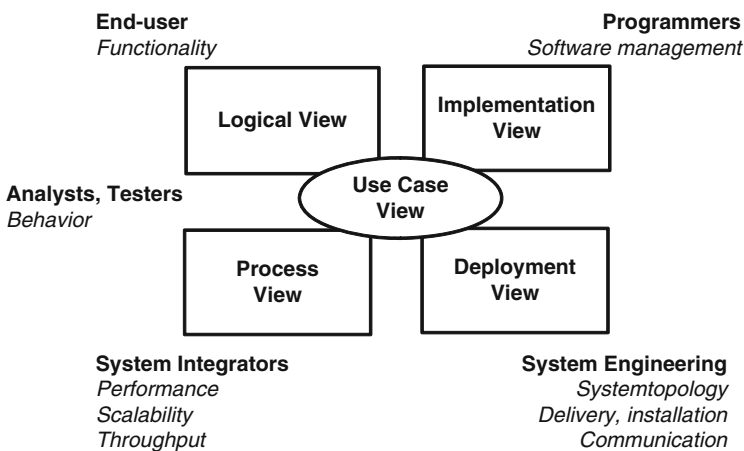 End-user
Functionality
Programmers
Software management
Logical View
Implementation
View
Use Case
View
Analysts, Testers
Behavior
Process
View
Deployment
View
System Integrators
Performance
Scalability
Throughput
System Engineering
Systemtopology
Delivery, installation
Communication